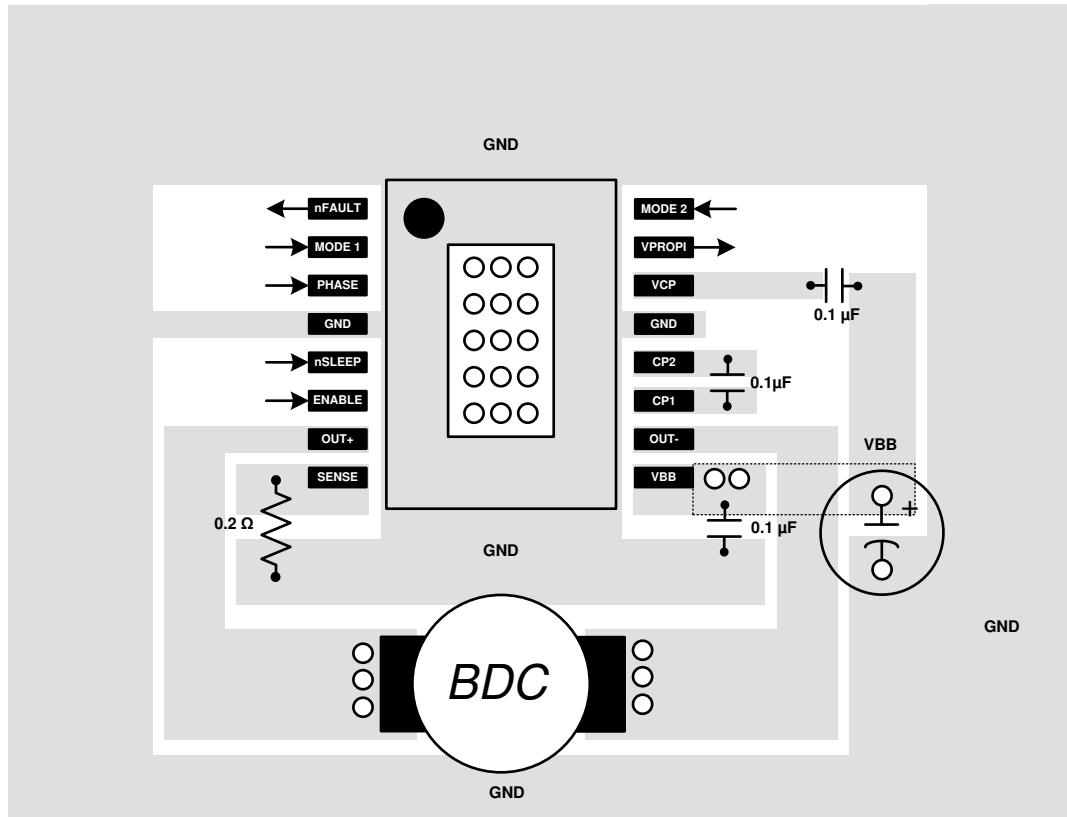 GND
nFAULT
MODE 1
PHASE
GND
nSLEEP
ENABLE
OUT+
SENSE
MODE 2
VPROPI
VCP
GND
CP2
CP1
OUT-
VBB
0.1 µF
0.1µF
VBB
+
0.1 µF
0.2 Ω
GND
GND
BDC
GND